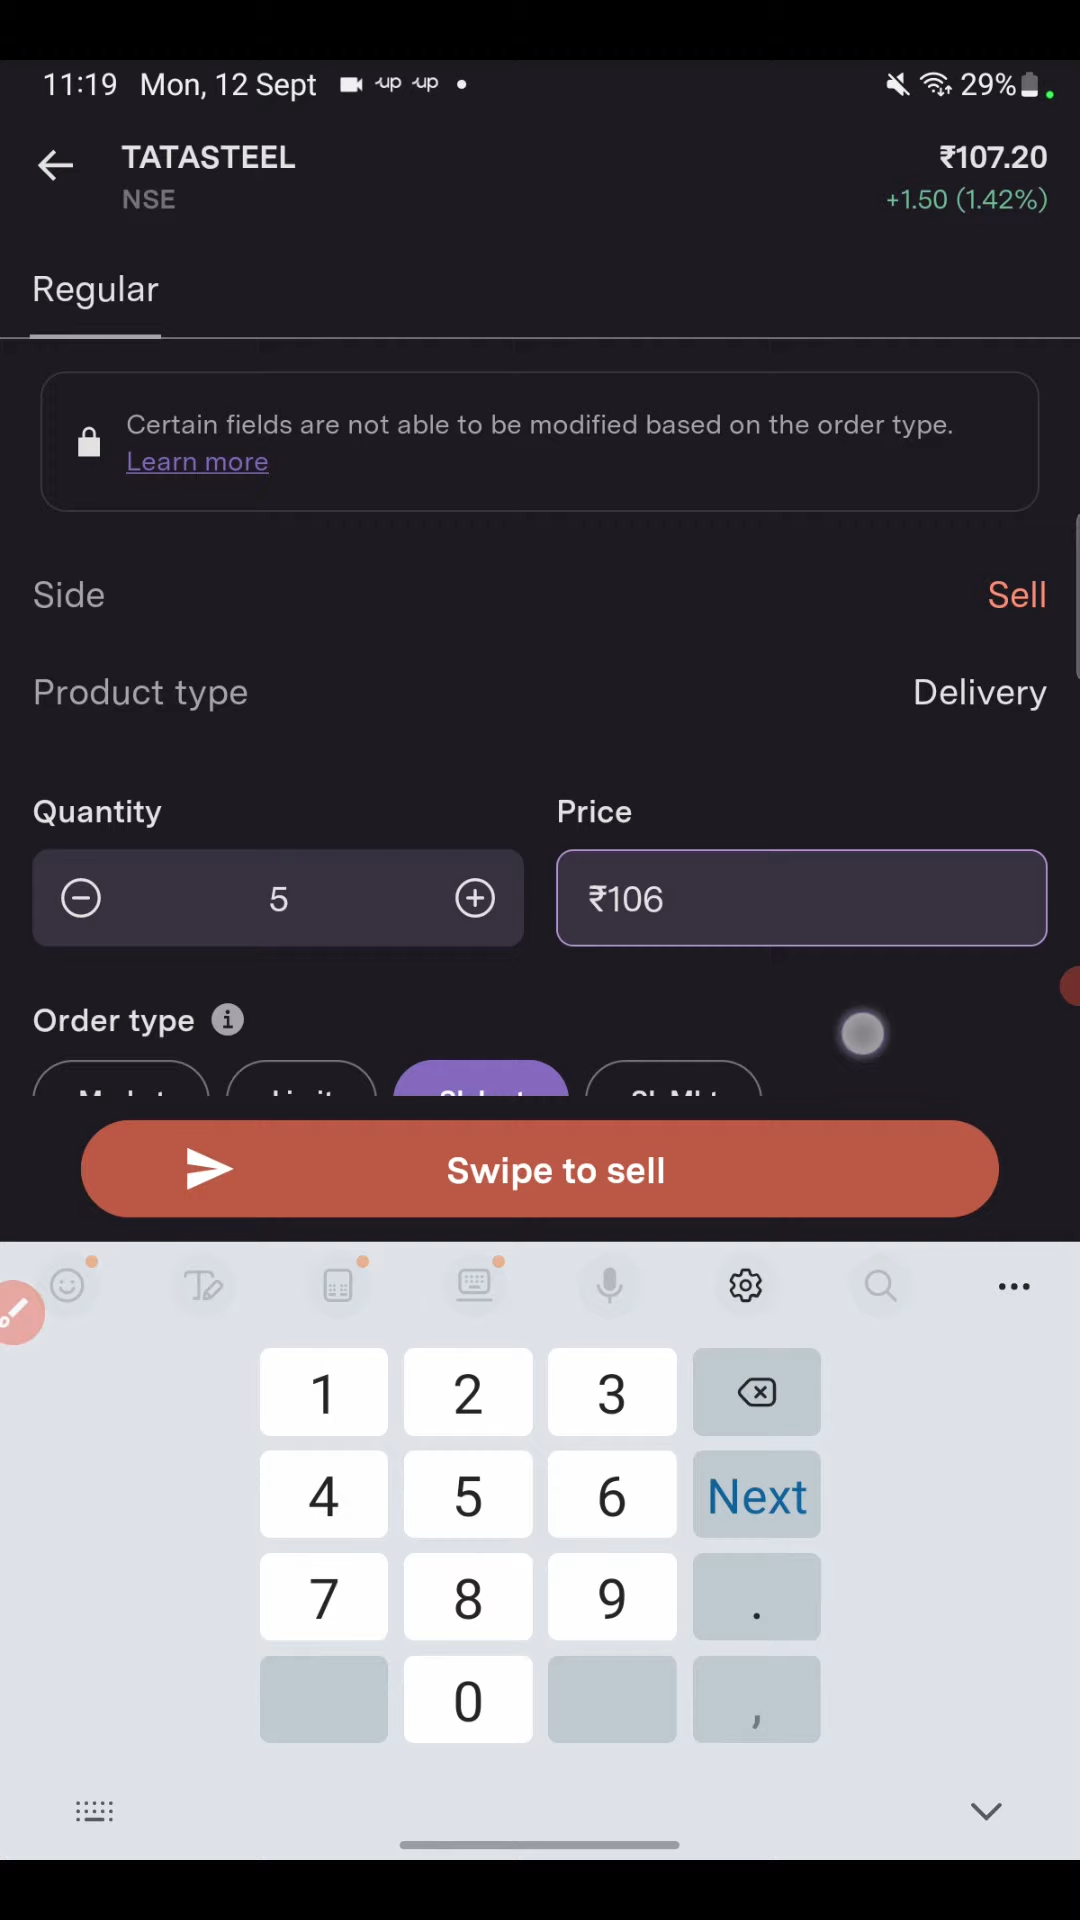 11:19 Mon, 12 Sept up up 29%
TATASTEEL ₹107.20
NSE +1.50 (1.42%)
Regular
Certain fields are not able to be modified based on the order type.
Learn more
Side Sell
Product type Delivery
Quantity Price
5 ₹106
Order type
Swipe to sell
1 2 3
4 5 6 Next
7 8 9 .
0 ,